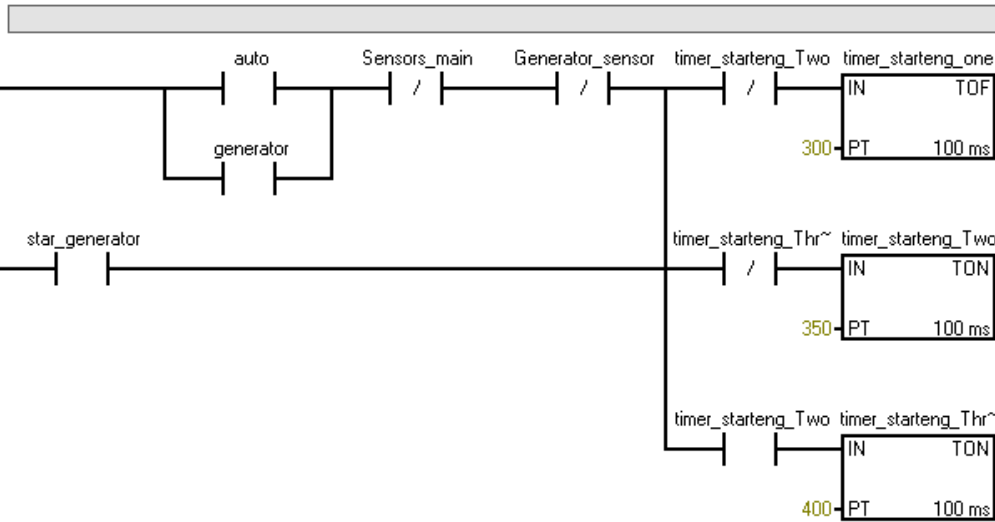 auto Sensors_main Generator_sensor timer_starteng_Two timer_starteng_one
/ / / IN TOF
generator 300 PT 100 ms
star_generator timer_starteng_Thr~ timer_starteng_Two
/ IN TON
350 PT 100 ms
timer_starteng_Two timer_starteng_Thr~
IN TON
400 PT 100 ms